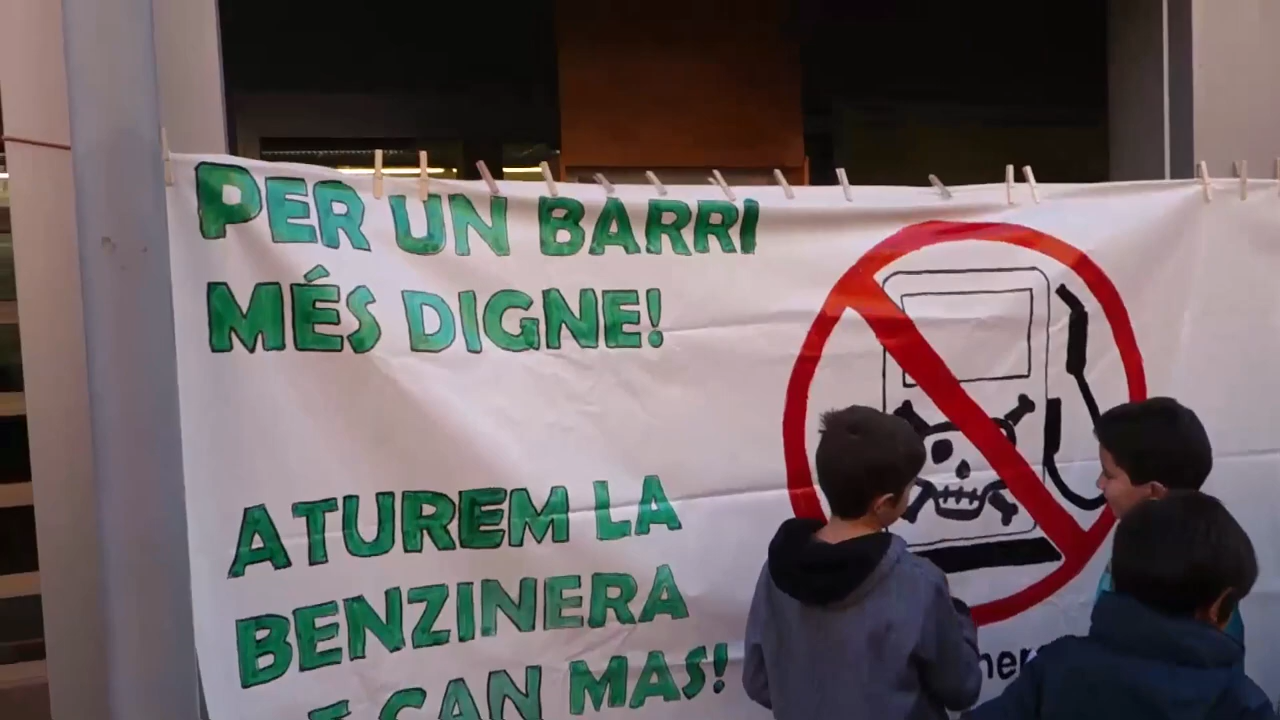 PER UN BARRI
MÉS DIGNE!
ATUREM LA
BENZINERA
CAN MAS!